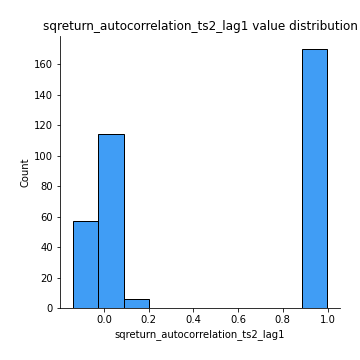 sqreturn_autocorrelation_ts2_lag1 value distribution
160
140
120
100
80
60
40
20
0
Count
0.0 0.2 0.4 0.6 0.8 1.0
sqreturn_autocorrelation_ts2_lag1